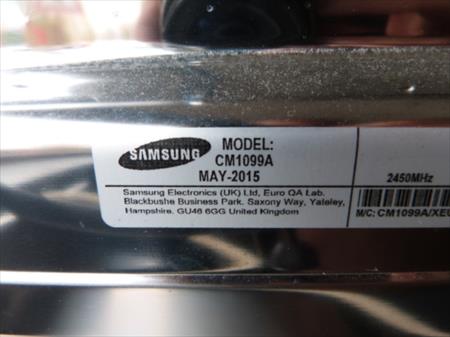 SAMSUNG
MODEL:
CM1099A
MAY-2015
Samsung Electronics (UK) Ltd, Euro QA Lab.
Blackbushe Business Park. Saxony Way, Yateley,
Hampshire. GU46 6GG United Kingdom
2450MHz
M/C: CM1099A/XEU